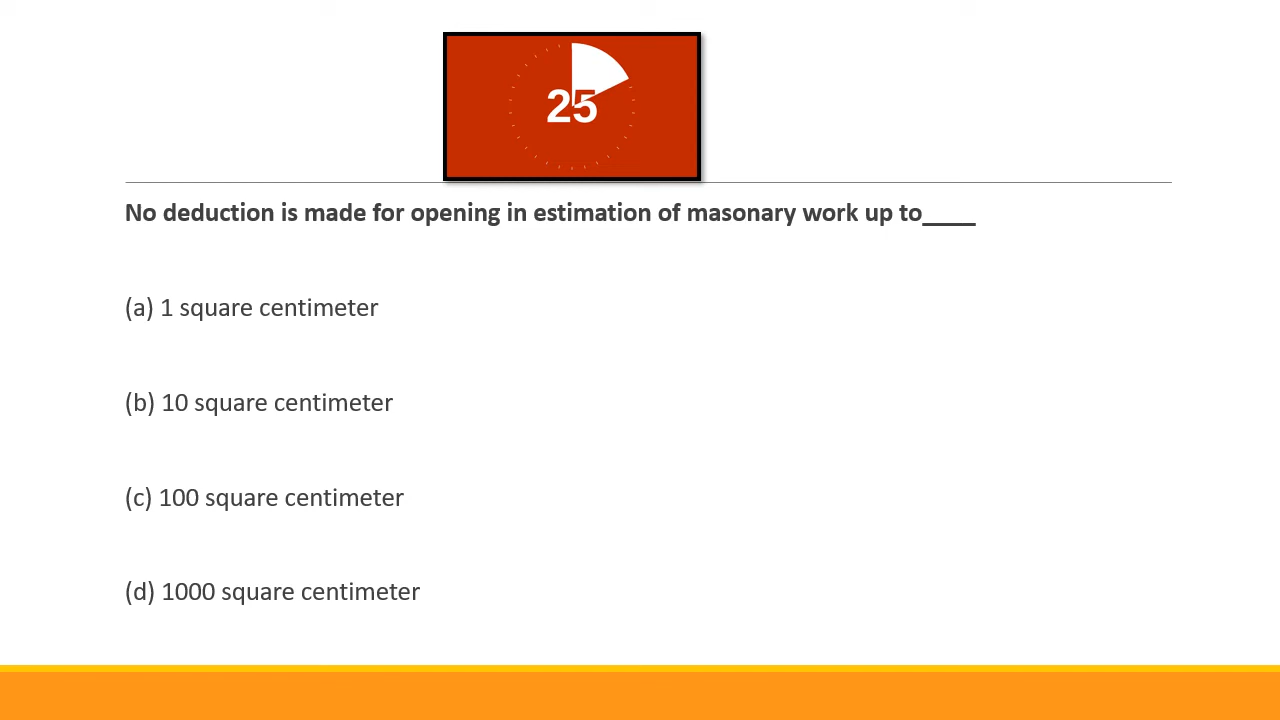 25
No deduction is made for opening in estimation of masonary work up to____
(a) 1 square centimeter
(b) 10 square centimeter
(c) 100 square centimeter
(d) 1000 square centimeter